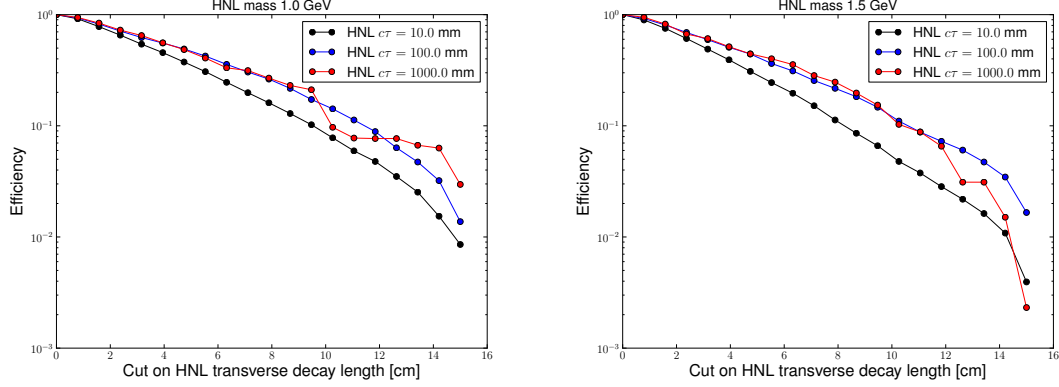 HNL mass 1.0 GeV
Efficiency
10⁰
10⁻¹
10⁻²
10⁻³
HNL cτ = 10.0 mm
HNL cτ = 100.0 mm
HNL cτ = 1000.0 mm
0 2 4 6 8 10 12 14 16
Cut on HNL transverse decay length [cm]
HNL mass 1.5 GeV
Efficiency
10⁰
10⁻¹
10⁻²
10⁻³
HNL cτ = 10.0 mm
HNL cτ = 100.0 mm
HNL cτ = 1000.0 mm
0 2 4 6 8 10 12 14 16
Cut on HNL transverse decay length [cm]